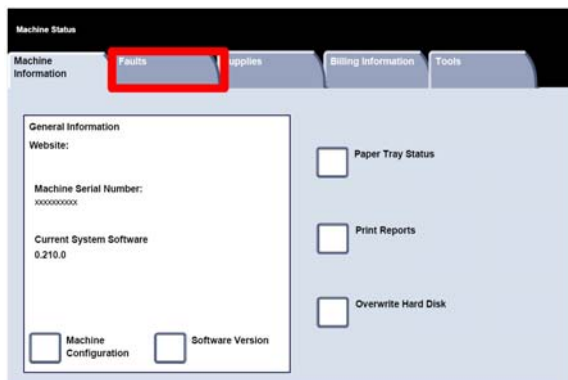 Machine Status
Machine
Information
Faults
upplies
Billing Information
Tools
General Information
Website:
Machine Serial Number:
xxxxxxxxxx
Current System Software
0.210.0
Machine
Configuration
Software Version
Paper Tray Status
Print Reports
Overwrite Hard Disk